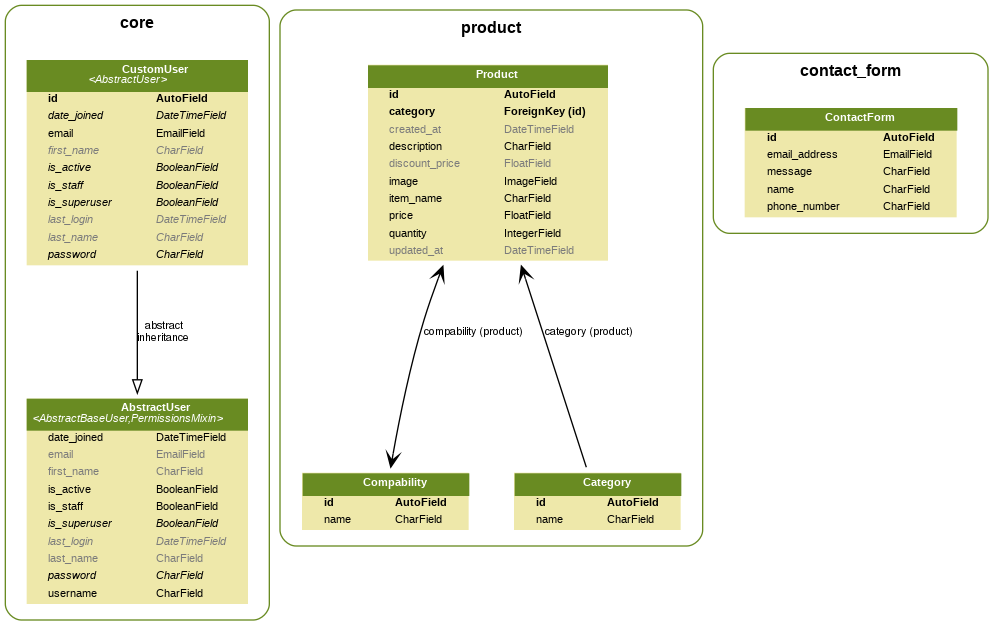 core
CustomUser
<AbstractUser>
id AutoField
date_joined DateTimeField
email EmailField
first_name CharField
is_active BooleanField
is_staff BooleanField
is_superuser BooleanField
last_login DateTimeField
last_name CharField
password CharField
abstract
inheritance
AbstractUser
<AbstractBaseUser,PermissionsMixin>
date_joined DateTimeField
email EmailField
first_name CharField
is_active BooleanField
is_staff BooleanField
is_superuser BooleanField
last_login DateTimeField
last_name CharField
password CharField
username CharField
product
Product
id AutoField
category ForeignKey (id)
created_at DateTimeField
description CharField
discount_price FloatField
image ImageField
item_name CharField
price FloatField
quantity IntegerField
updated_at DateTimeField
compability (product)
category (product)
Compability
id AutoField
name CharField
Category
id AutoField
name CharField
contact_form
ContactForm
id AutoField
email_address EmailField
message CharField
name CharField
phone_number CharField